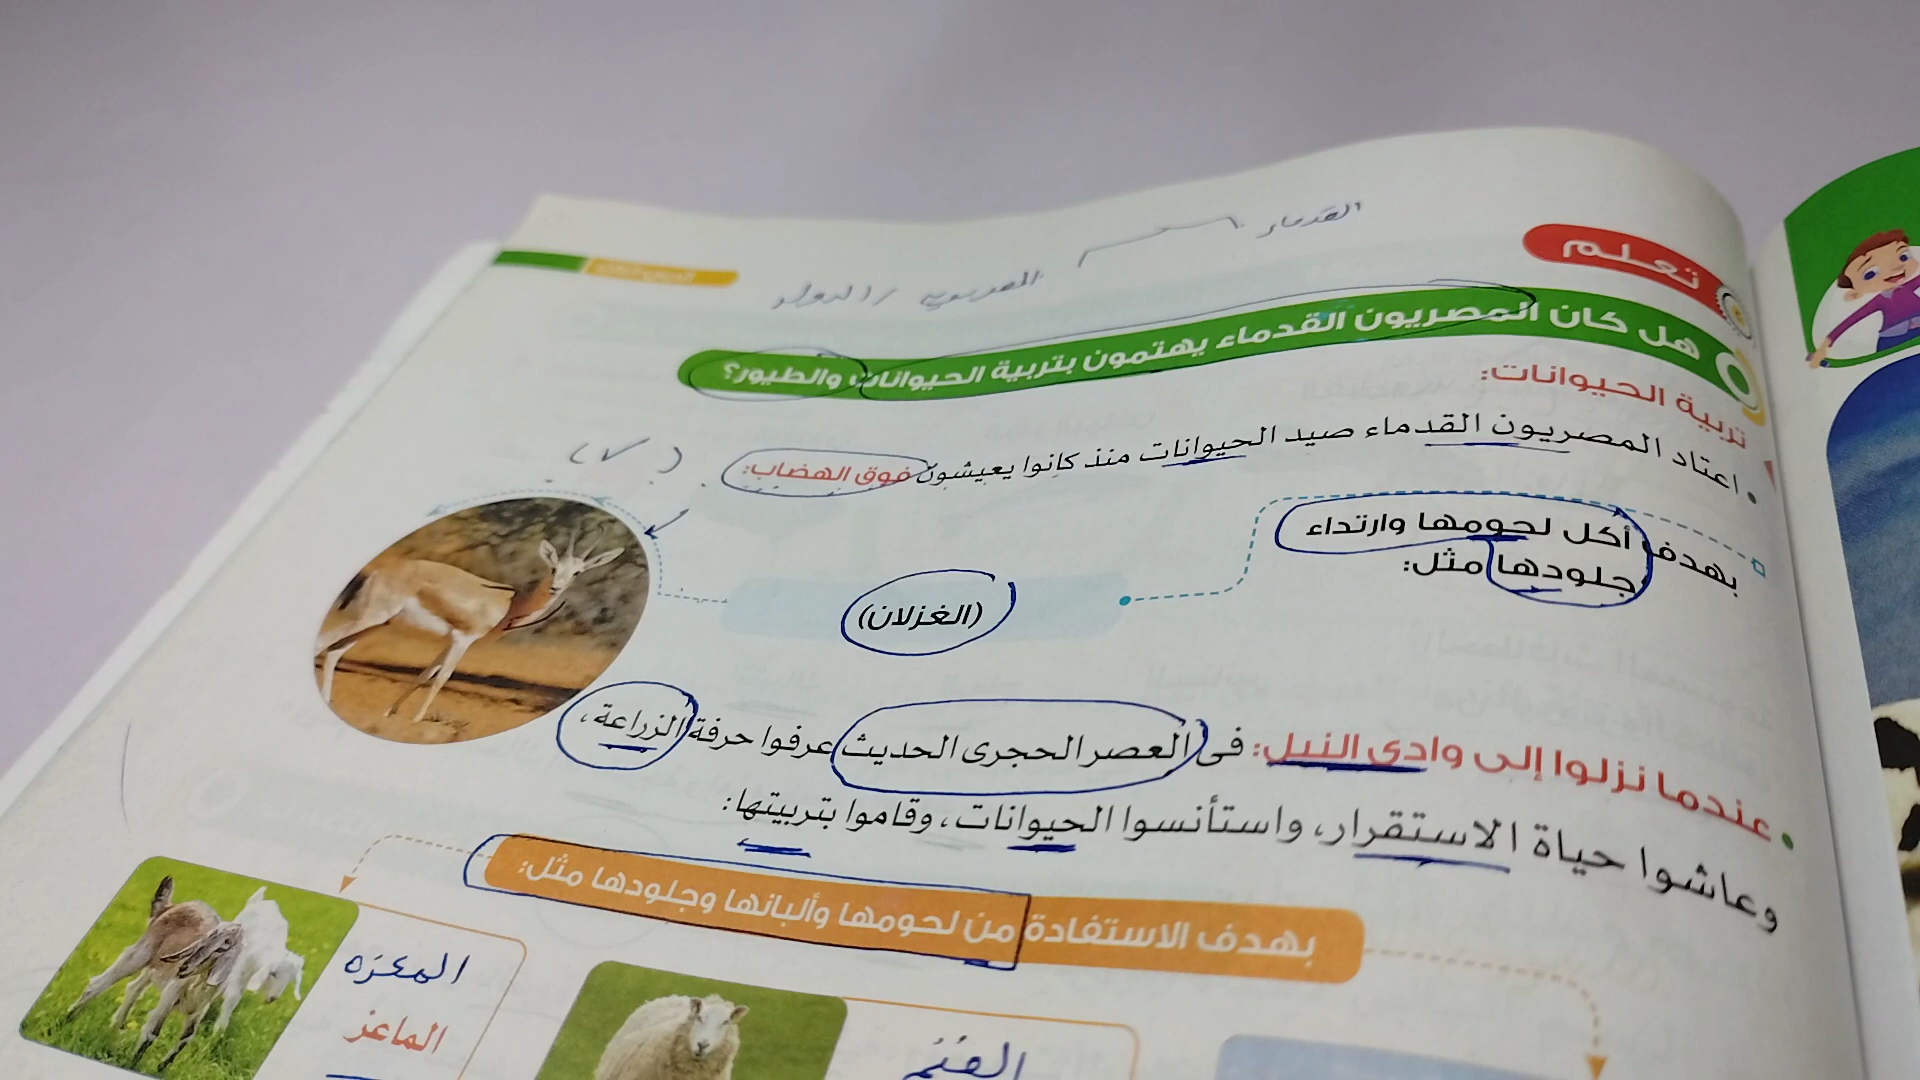 القدماء
المصريون / الدولة
تعلم
هل كان المصريون القدماء يهتمون بتربية الحيوانات والطيور؟
تربية الحيوانات:
• اعتاد المصريون القدماء صيد الحيوانات منذ كانوا يعيشون فوق الهضاب:
(✓)
بهدف أكل لحومها وارتداء
جلودها مثل:
(الغزلان)
• عندما نزلوا إلى وادى النيل: فى العصر الحجرى الحديث عرفوا حرفة الزراعة،
وعاشوا حياة الاستقرار، واستأنسوا الحيوانات، وقاموا بتربيتها:
بهدف الاستفادة من لحومها وألبانها وجلودها مثل:
المعزه
الماعز